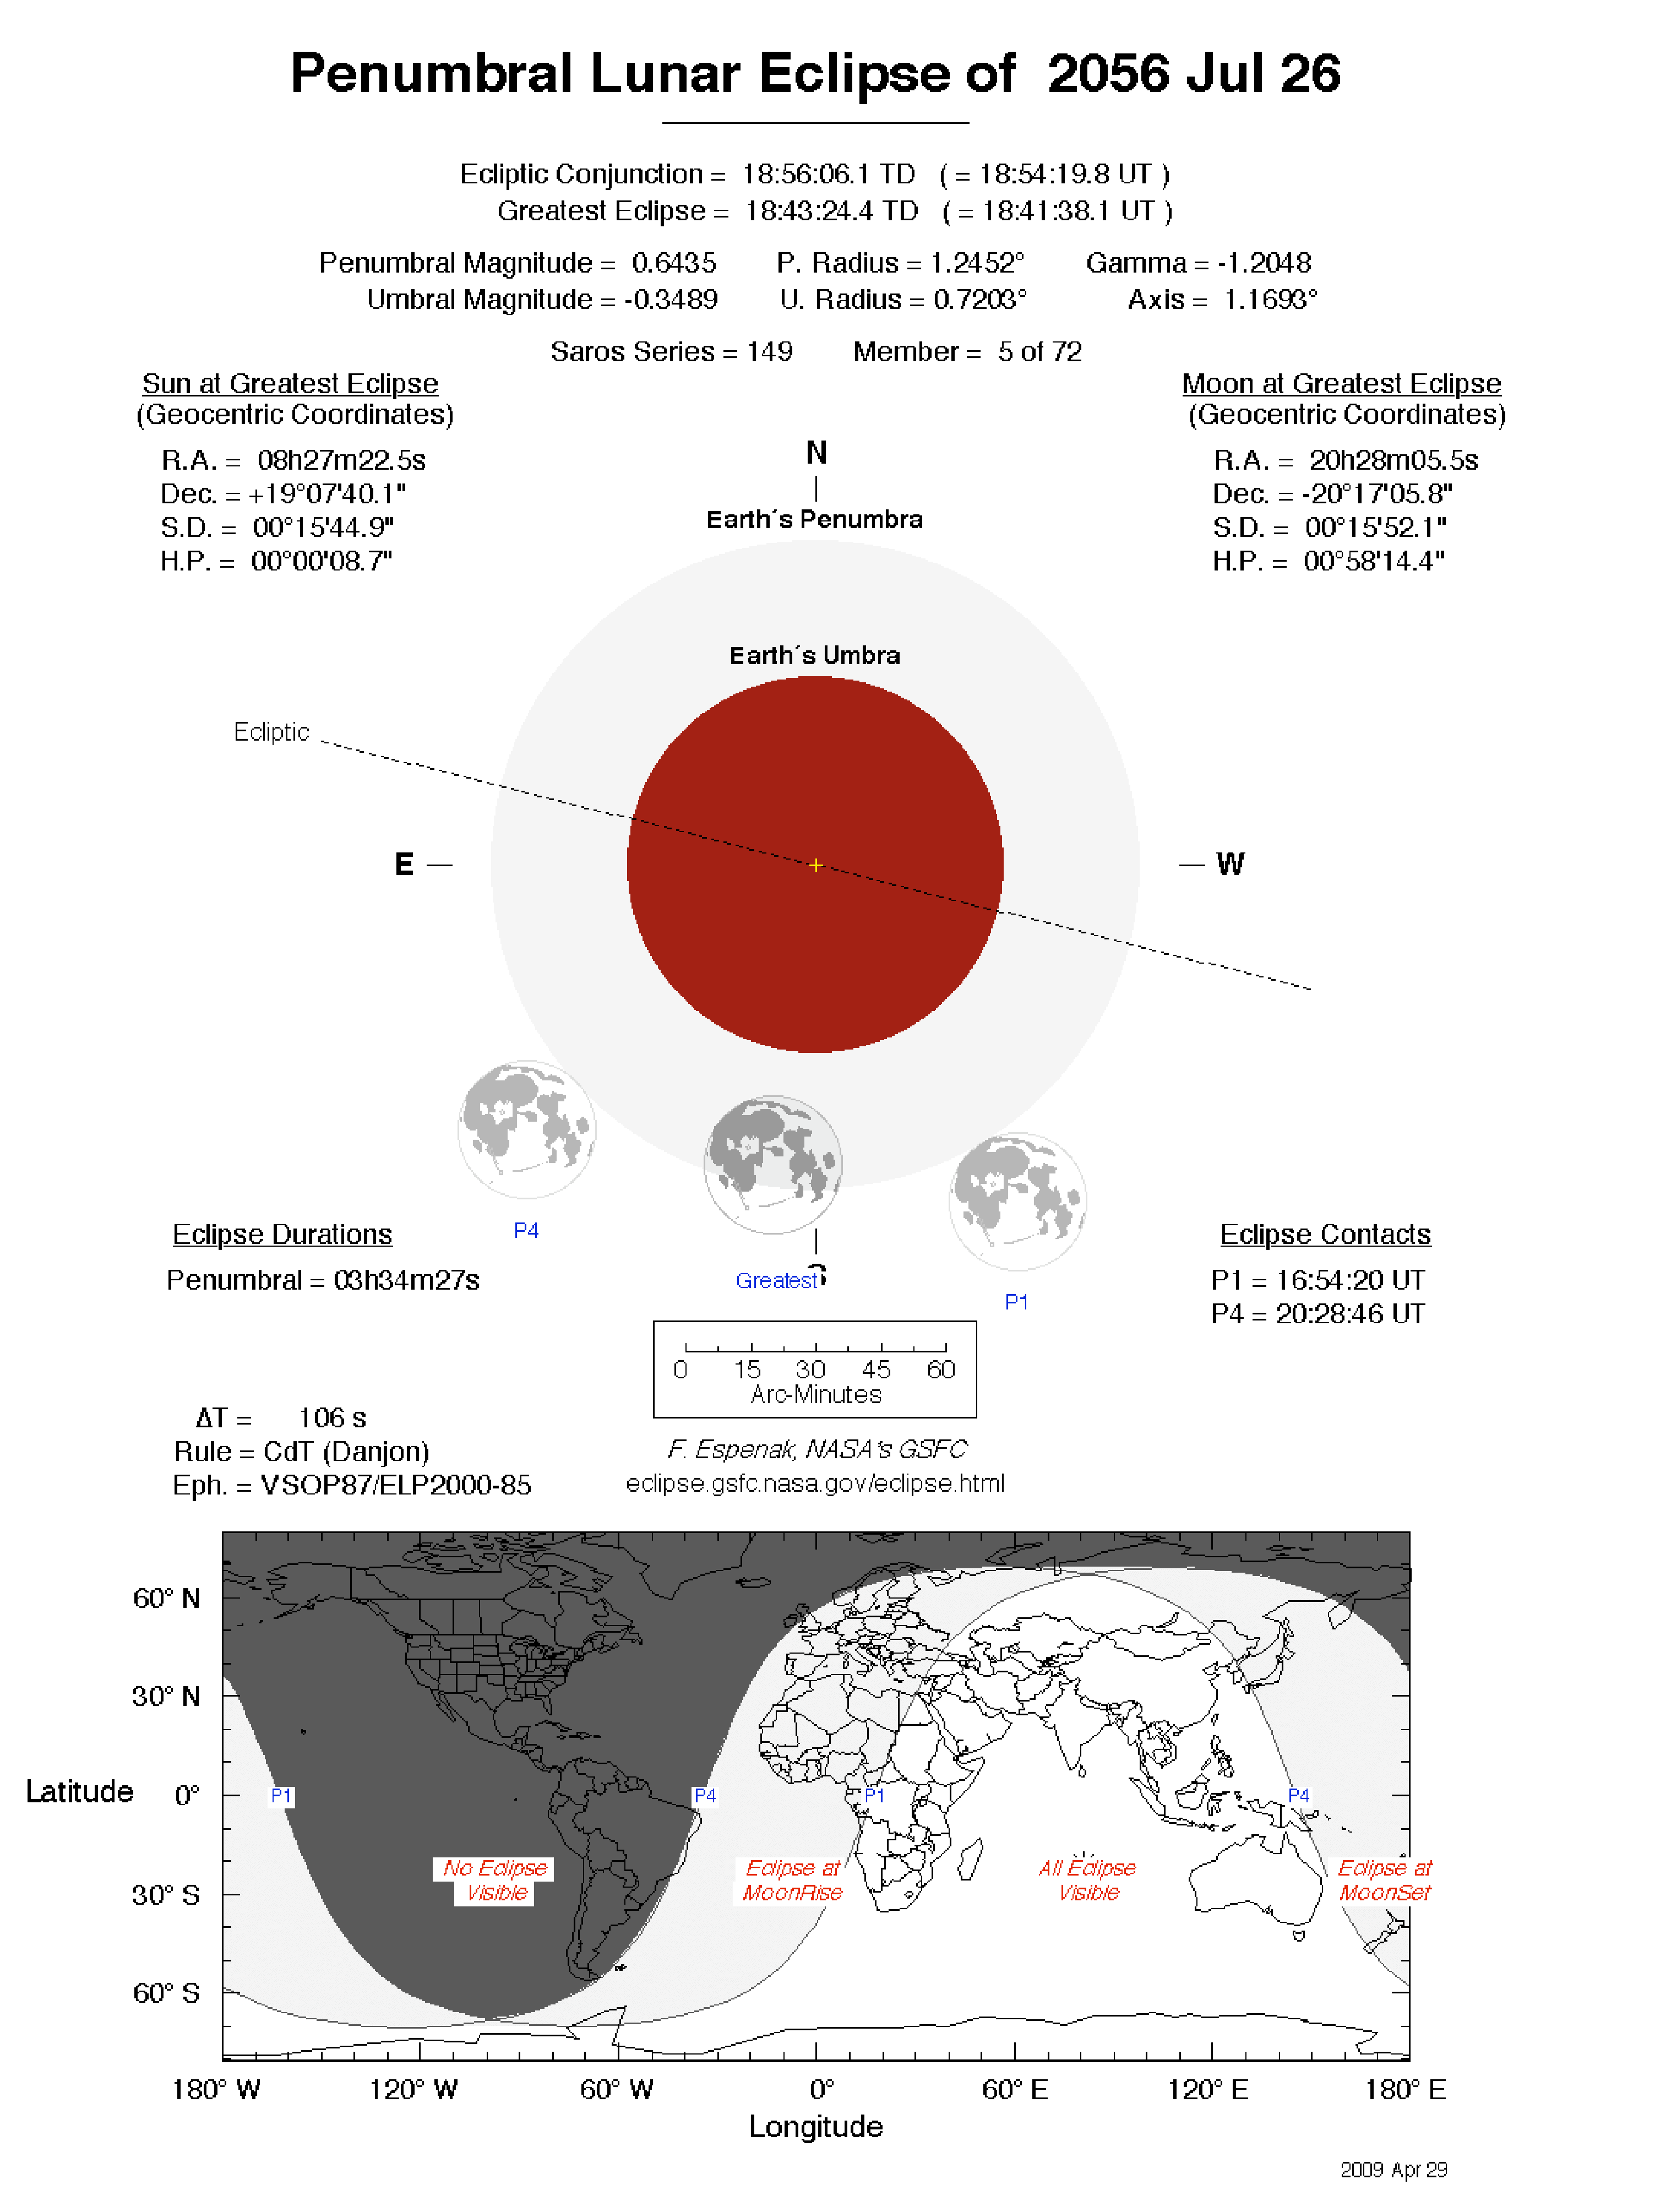 Penumbral Lunar Eclipse of 2056 Jul 26
Ecliptic Conjunction = 18:56:06.1 TD ( = 18:54:19.8 UT )
Greatest Eclipse = 18:43:24.4 TD ( = 18:41:38.1 UT )
Penumbral Magnitude = 0.6435 P. Radius = 1.2452° Gamma = -1.2048
Umbral Magnitude = -0.3489 U. Radius = 0.7203° Axis = 1.1693°
Saros Series = 149 Member = 5 of 72
Sun at Greatest Eclipse
(Geocentric Coordinates)
R.A. = 08h27m22.5s
Dec. = +19°07'40.1"
S.D. = 00°15'44.9"
H.P. = 00°00'08.7"
Moon at Greatest Eclipse
(Geocentric Coordinates)
R.A. = 20h28m05.5s
Dec. = -20°17'05.8"
S.D. = 00°15'52.1"
H.P. = 00°58'14.4"
N
Earth´s Penumbra
Earth´s Umbra
Ecliptic
E
W
P4
Greatest
P1
Eclipse Durations
Penumbral = 03h34m27s
Eclipse Contacts
P1 = 16:54:20 UT
P4 = 20:28:46 UT
0 15 30 45 60
Arc-Minutes
ΔT = 106 s
Rule = CdT (Danjon)
Eph. = VSOP87/ELP2000-85
F. Espenak, NASA's GSFC
eclipse.gsfc.nasa.gov/eclipse.html
60° N
30° N
Latitude 0°
30° S
60° S
P1 P4 P1 P4
No Eclipse
Visible
Eclipse at
MoonRise
All Eclipse
Visible
Eclipse at
MoonSet
180° W 120° W 60° W 0° 60° E 120° E 180° E
Longitude
2009 Apr 29